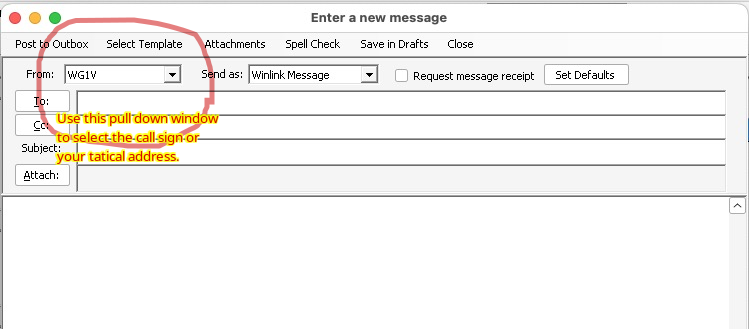 Enter a new message
Post to Outbox Select Template Attachments Spell Check Save in Drafts Close
From: WG1V Send as: Winlink Message Request message receipt Set Defaults
To:
Cc:
Use this pull down window
to select the call sign or
Subject:
your tatical address.
Attach: